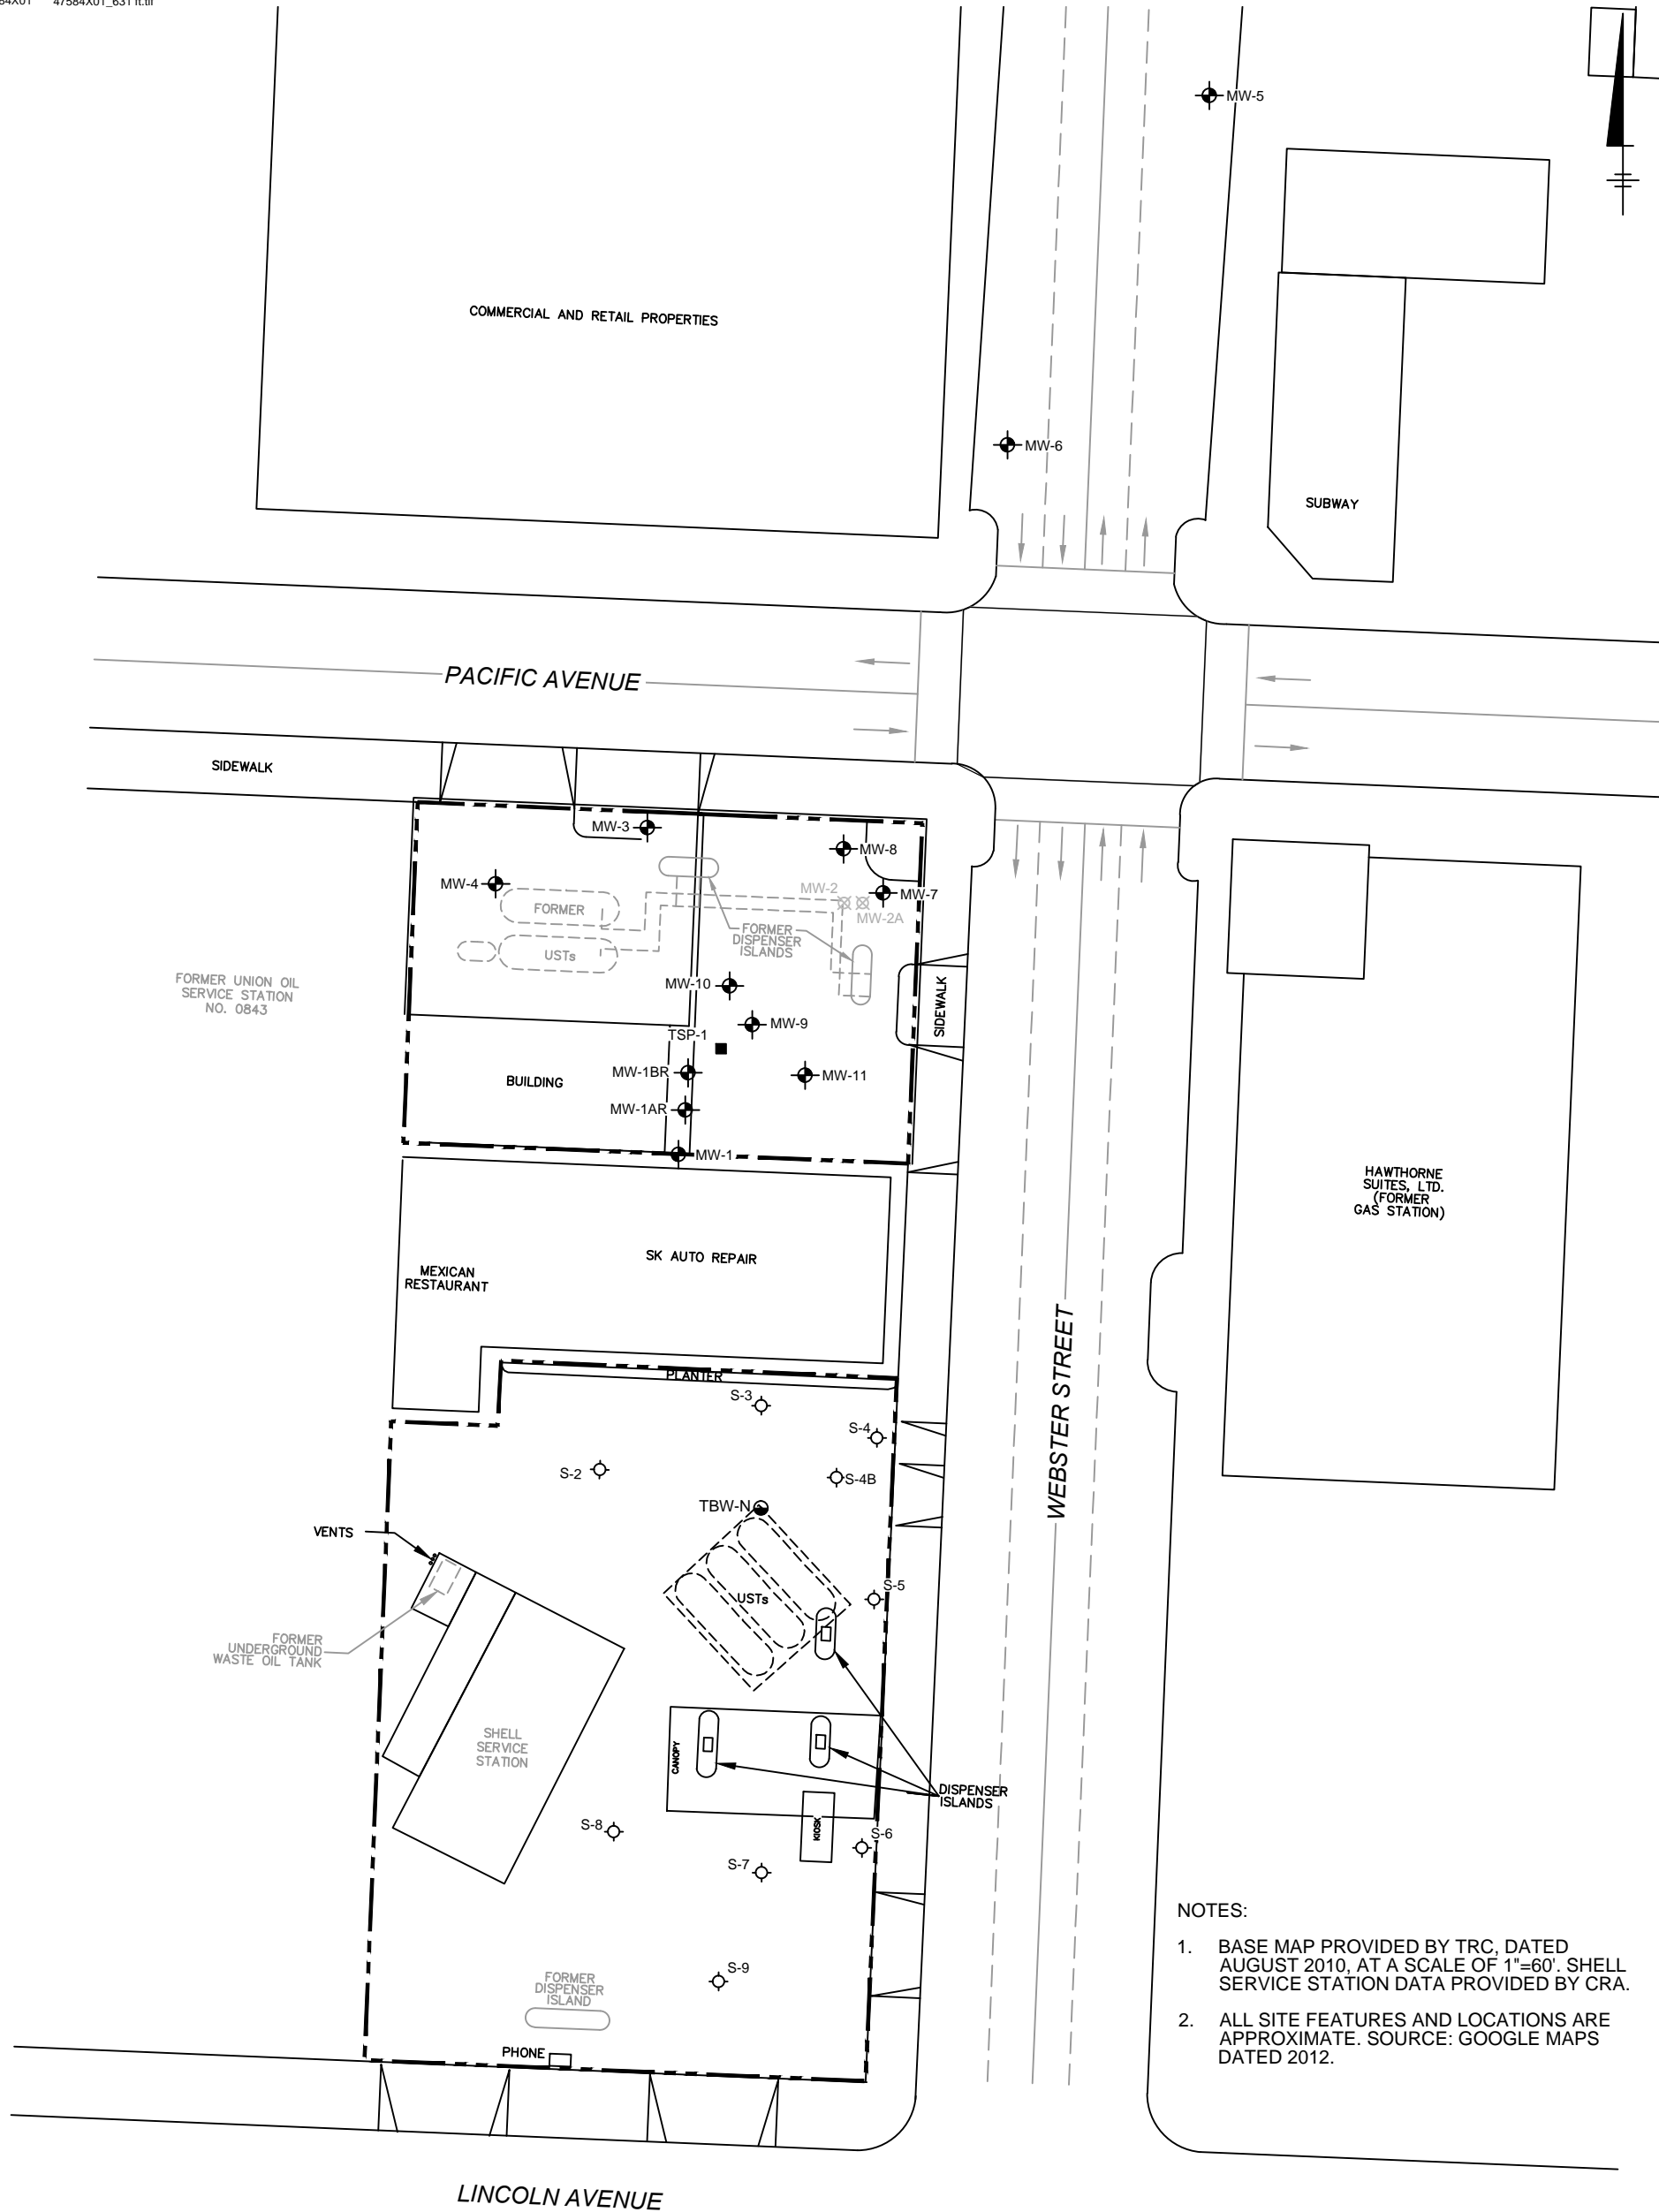 47584X01_631 ft.tif
MW-5
COMMERCIAL AND RETAIL PROPERTIES
MW-6
SUBWAY
PACIFIC AVENUE
SIDEWALK
MW-3
MW-8
MW-4
MW-2
MW-7
FORMER
MW-2A
FORMER
DISPENSER
ISLANDS
USTs
FORMER UNION OIL
SERVICE STATION
NO. 0843
MW-10
SIDEWALK
MW-9
TSP-1
MW-1BR
MW-11
BUILDING
MW-1AR
MW-1
HAWTHORNE
SUITES, LTD.
(FORMER
GAS STATION)
SK AUTO REPAIR
MEXICAN
RESTAURANT
WEBSTER STREET
PLANTER
S-3
S-4
S-2
S-4B
TBW-N
VENTS
S-5
USTs
FORMER
UNDERGROUND
WASTE OIL TANK
SHELL
SERVICE
STATION
CANOPY
DISPENSER
ISLANDS
KIOSK
S-8
S-6
S-7
NOTES:
1. BASE MAP PROVIDED BY TRC, DATED
AUGUST 2010, AT A SCALE OF 1"=60'. SHELL
SERVICE STATION DATA PROVIDED BY CRA.
2. ALL SITE FEATURES AND LOCATIONS ARE
APPROXIMATE. SOURCE: GOOGLE MAPS
DATED 2012.
S-9
FORMER
DISPENSER
ISLAND
PHONE
LINCOLN AVENUE